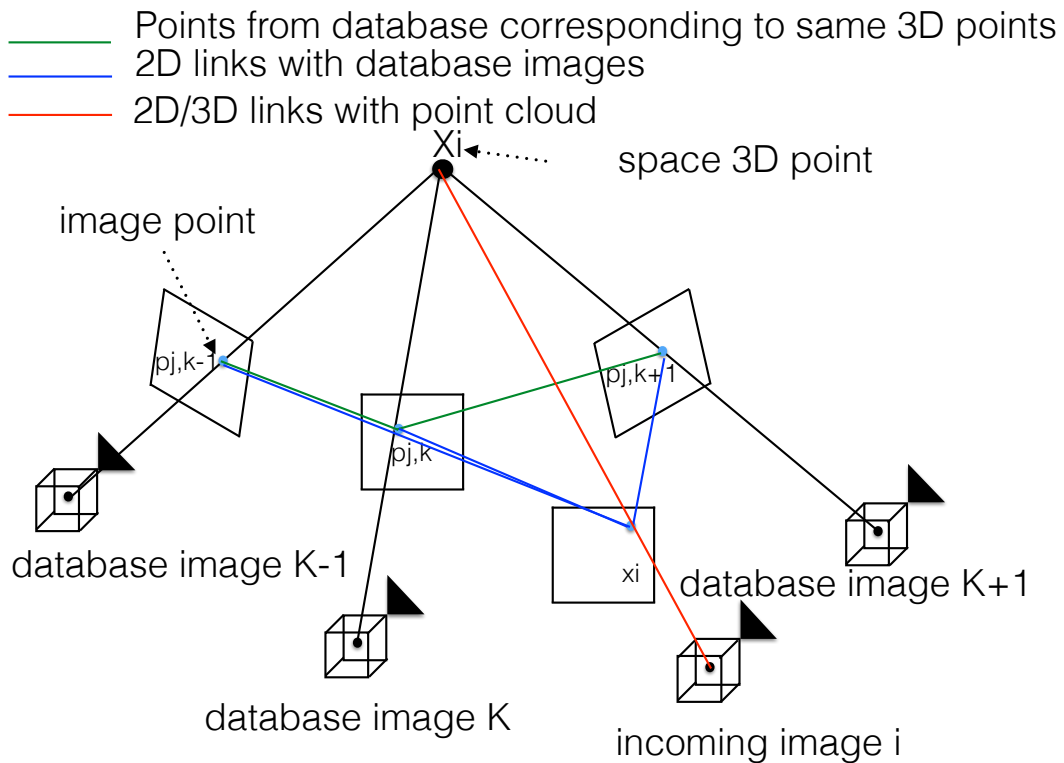 Points from database corresponding to same 3D points
2D links with database images
2D/3D links with point cloud
Xi
space 3D point
image point
pj,k-1
pj,k+1
pj,k
xi
database image K-1
database image K+1
database image K
incoming image i